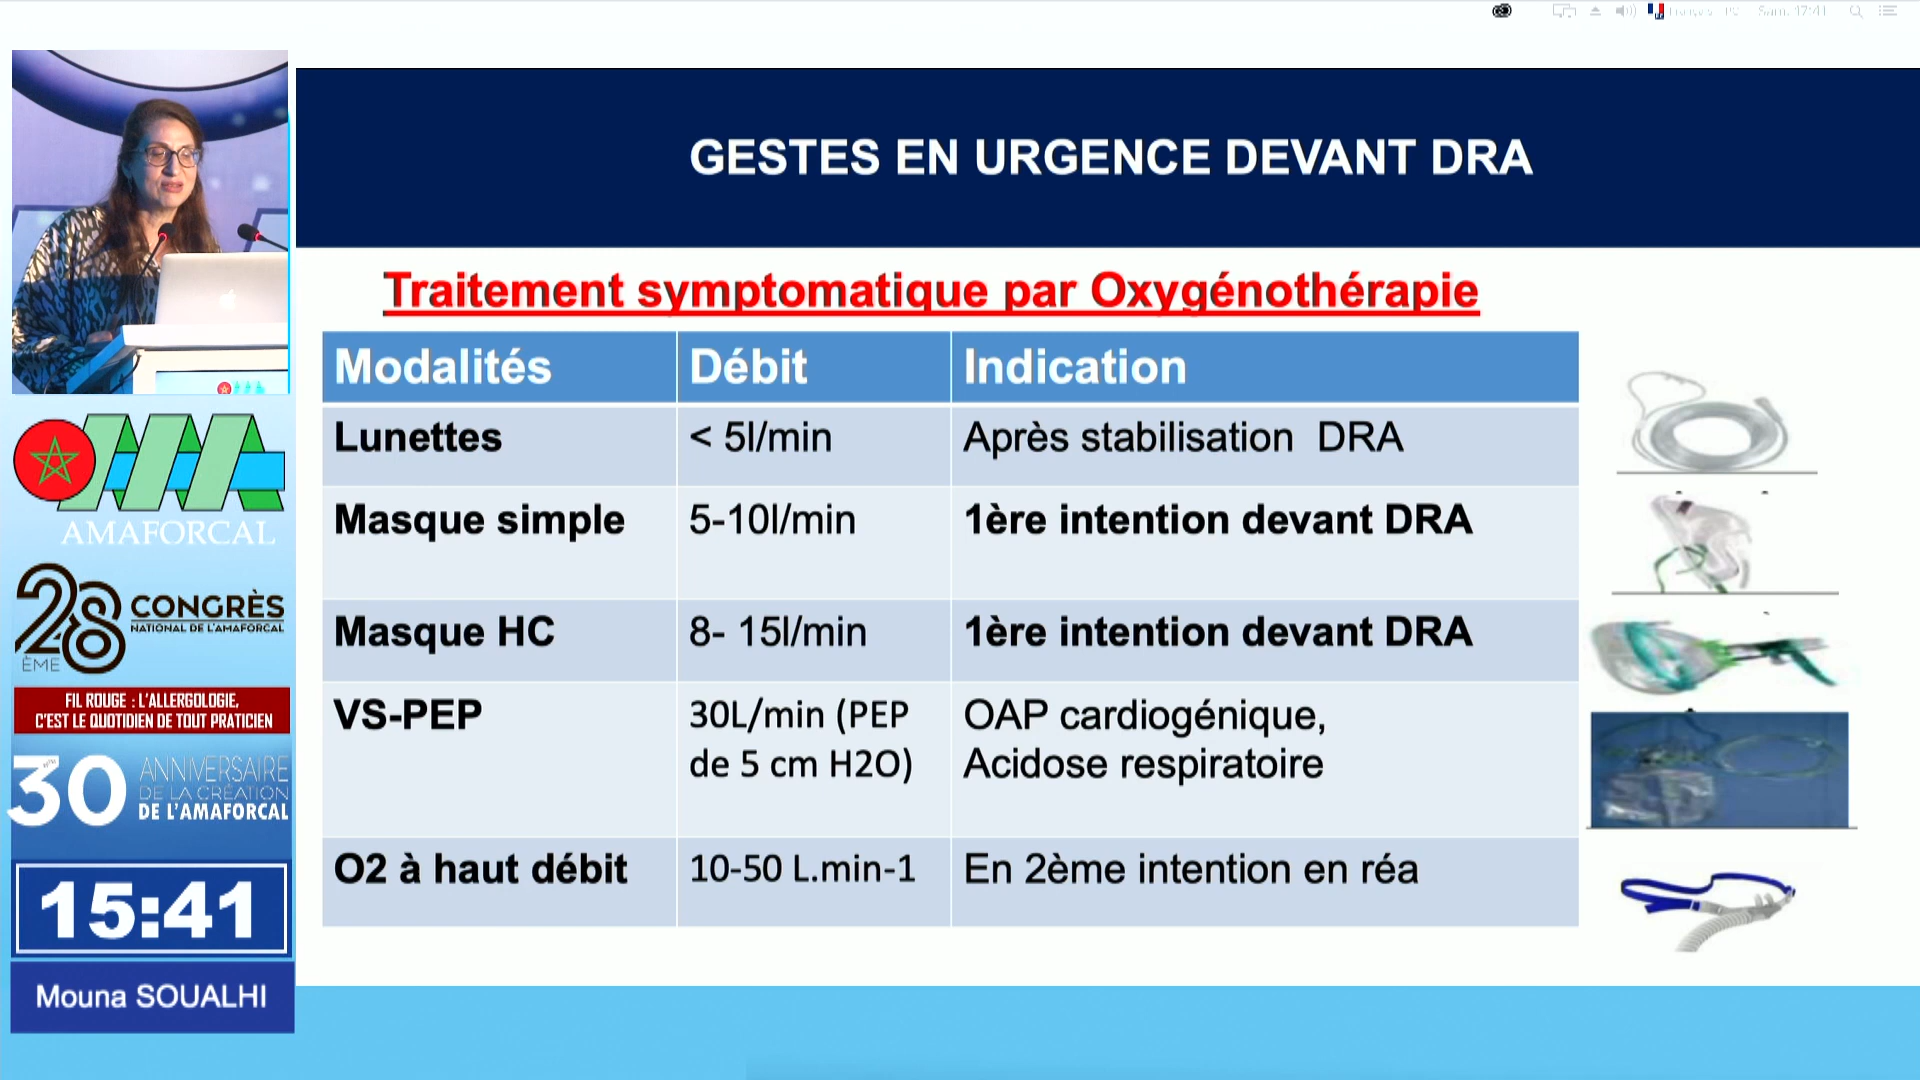 Sam. 17:41
GESTES EN URGENCE DEVANT DRA
Traitement symptomatique par Oxygénothérapie
Modalités Débit Indication
Lunettes < 5l/min Après stabilisation DRA
Masque simple 5-10l/min 1ère intention devant DRA
Masque HC 8- 15l/min 1ère intention devant DRA
VS-PEP 30L/min (PEP OAP cardiogénique,
de 5 cm H2O) Acidose respiratoire
O2 à haut débit 10-50 L.min-1 En 2ème intention en réa
AMAFORCAL
28 CONGRÈS
NATIONAL DE L'AMAFORCAL
ÈME
FIL ROUGE : L'ALLERGOLOGIE,
C'EST LE QUOTIDIEN DE TOUT PRATICIEN
30 ANNIVERSAIRE
DE LA CRÉATION
DE L'AMAFORCAL
15:41
Mouna SOUALHI